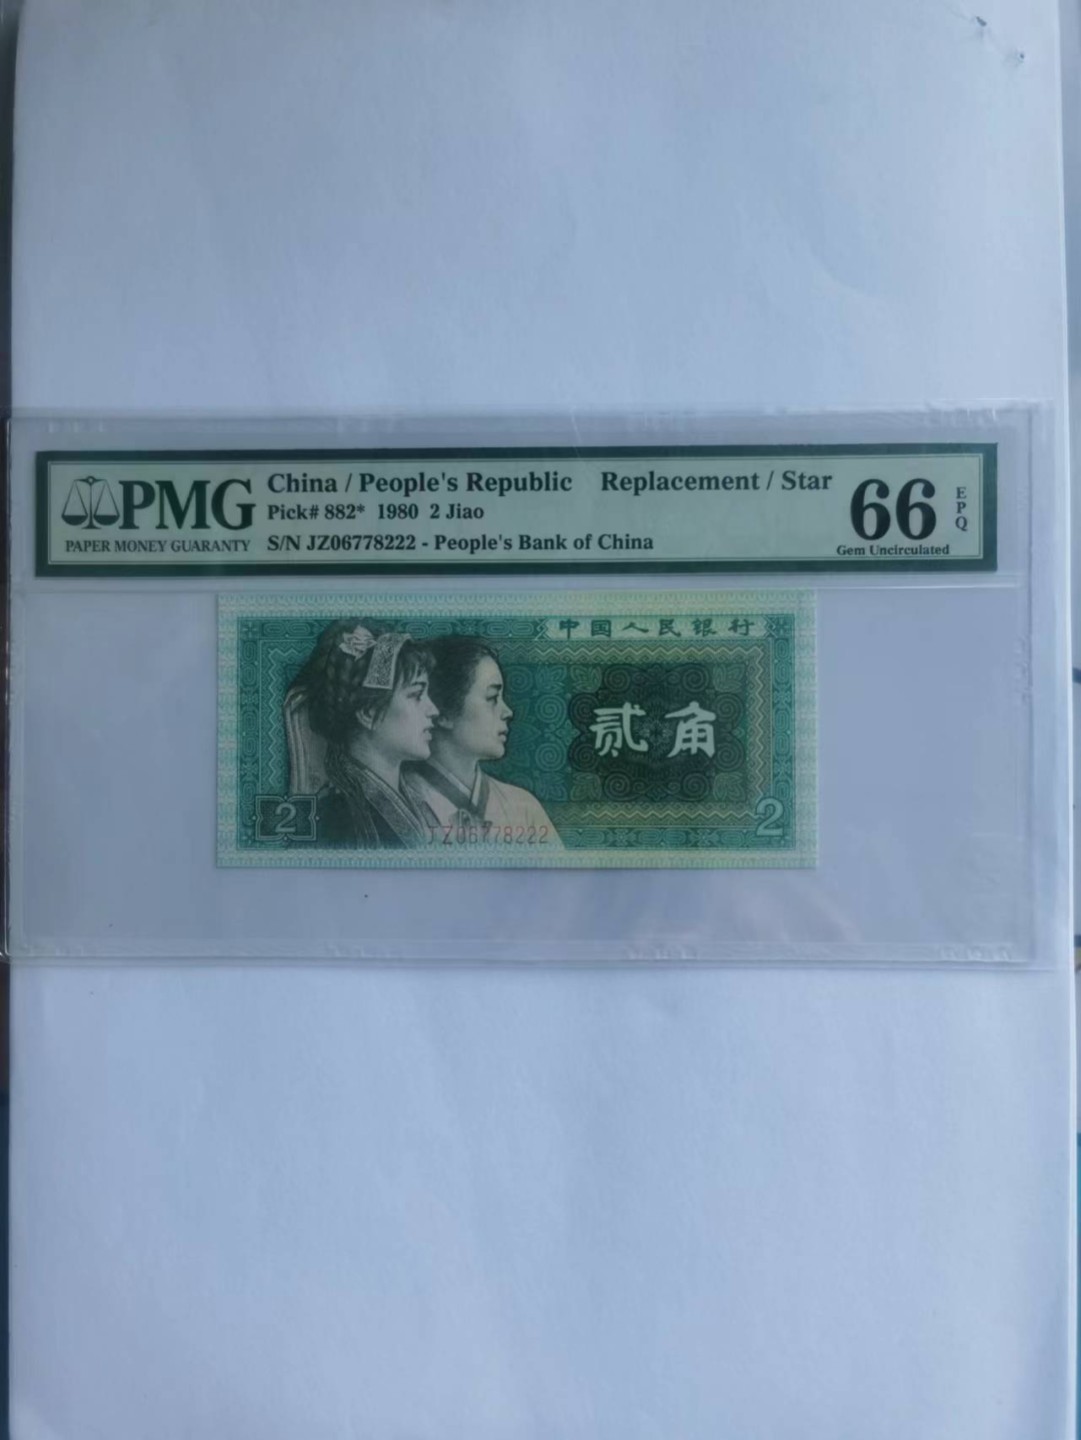 China / People's Republic Replacement / Star
PMG
PAPER MONEY GUARANTY
Pick# 882* 1980 2 Jiao
S/N JZ06778222 - People's Bank of China
66
EPQ
Gem Uncirculated
中国人民银行
贰角
2
2
JZ06778222